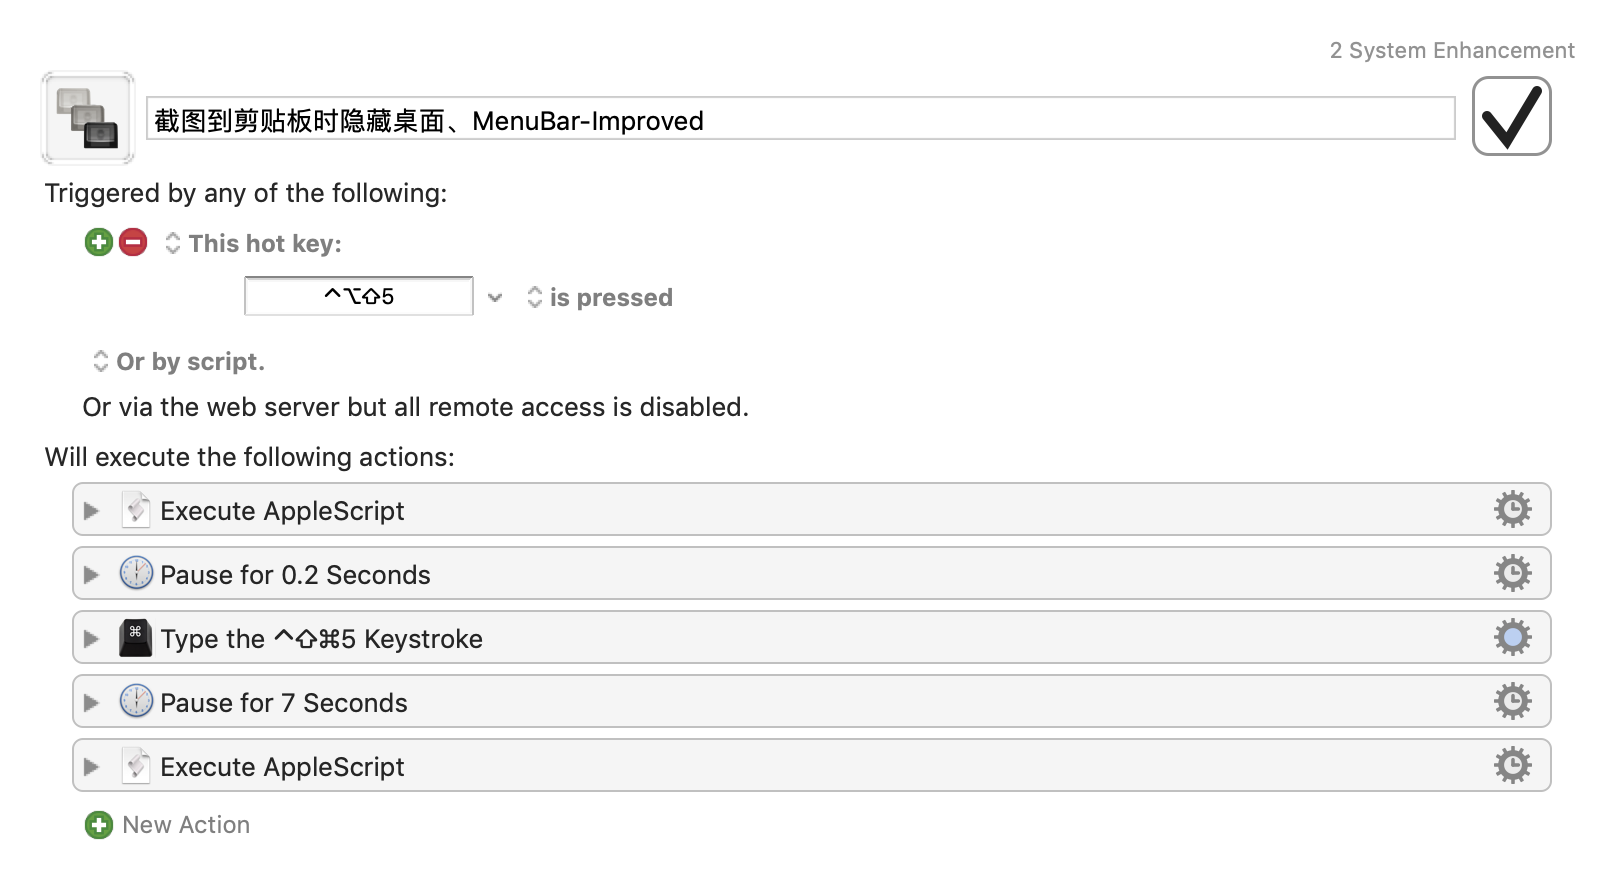 2 System Enhancement
截图到剪贴板时隐藏桌面、MenuBar-Improved
Triggered by any of the following:
This hot key:
⌃⌥⇧5
is pressed
Or by script.
Or via the web server but all remote access is disabled.
Will execute the following actions:
Execute AppleScript
Pause for 0.2 Seconds
⌘
Type the ⌃⇧⌘5 Keystroke
Pause for 7 Seconds
Execute AppleScript
New Action